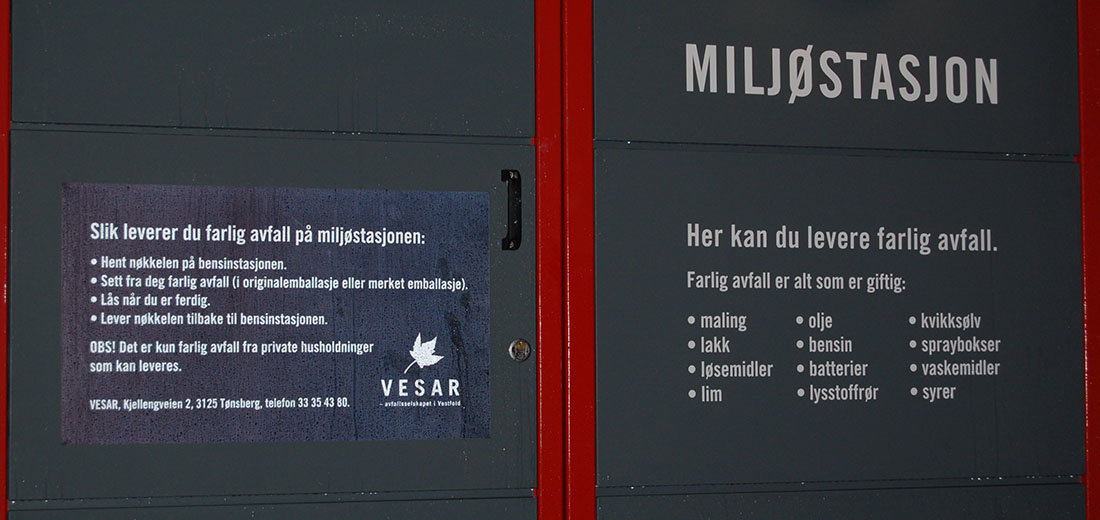 Slik leverer du farlig avfall på miljøstasjonen:
• Hent nøkkelen på bensinstasjonen.
• Sett fra deg farlig avfall (i originalemballasje eller merket emballasje).
• Lås når du er ferdig.
• Lever nøkkelen tilbake til bensinstasjonen.
OBS! Det er kun farlig avfall fra private husholdninger
som kan leveres.
VESAR
- avfallsselskapet i Vestfold
VESAR, Kjellengveien 2, 3125 Tønsberg, telefon 33 35 43 80.
MILJØSTASJON
Her kan du levere farlig avfall.
Farlig avfall er alt som er giftig:
• maling
• lakk
• løsemidler
• lim
• olje
• bensin
• batterier
• lysstoffrør
• kvikksølv
• spraybokser
• vaskemidler
• syrer